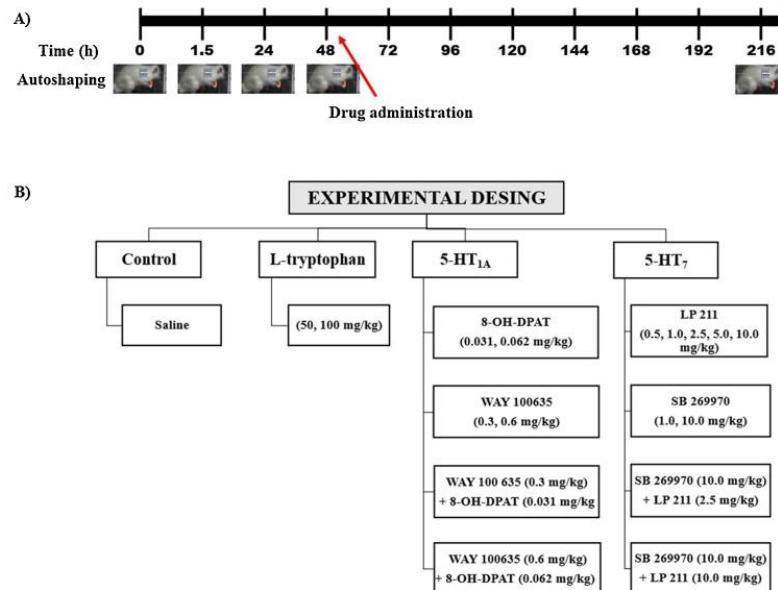 A)
Time (h) 0 1.5 24 48 72 96 120 144 168 192 216
Autoshaping
Drug administration
B)
EXPERIMENTAL DESING
Control L-tryptophan 5-HT1A 5-HT7
Saline
(50, 100 mg/kg)
8-OH-DPAT
(0.031, 0.062 mg/kg)
WAY 100635
(0.3, 0.6 mg/kg)
WAY 100 635 (0.3 mg/kg)
+ 8-OH-DPAT (0.031 mg/kg
WAY 100635 (0.6 mg/kg)
+ 8-OH-DPAT (0.062 mg/kg)
LP 211
(0.5, 1.0, 2.5, 5.0, 10.0
mg/kg)
SB 269970
(1.0, 10.0 mg/kg)
SB 269970 (10.0 mg/kg)
+ LP 211 (2.5 mg/kg)
SB 269970 (10.0 mg/kg)
+ LP 211 (10.0 mg/kg)